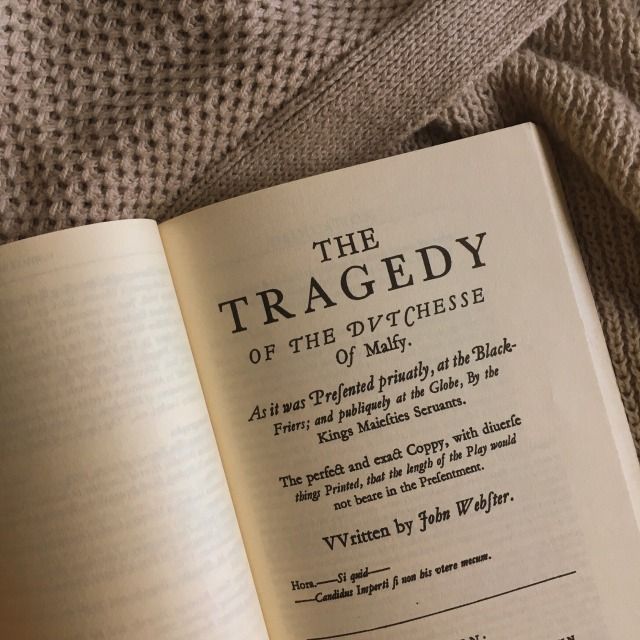 THE
TRAGEDY
OF THE DVTCHESSE
Of Malfy.
As it was Preſented priuatly, at the Black-
Friers; and publiquely at the Globe, By the
Kings Maieſties Seruants.
The perfect and exact Coppy, with diuerſe
things Printed, that the length of the Play would
not beare in the Preſentment.
VVritten by John Webſter.
Hora.——Si quid——
——Candidus Imperti ſi non his vtere mecum.